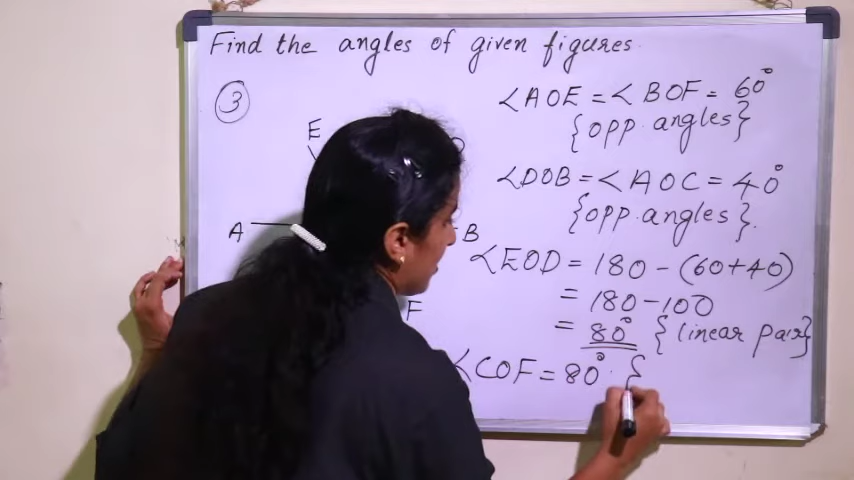 Find the angles of given figures.
3
E
A
B
F
<AOE = <BOF = 60°
{opp. angles}
<DOB = <AOC = 40°
{opp. angles}.
<EOD = 180 - (60+40)
= 180 - 100
= 80° {linear pair}
<COF = 80°. {